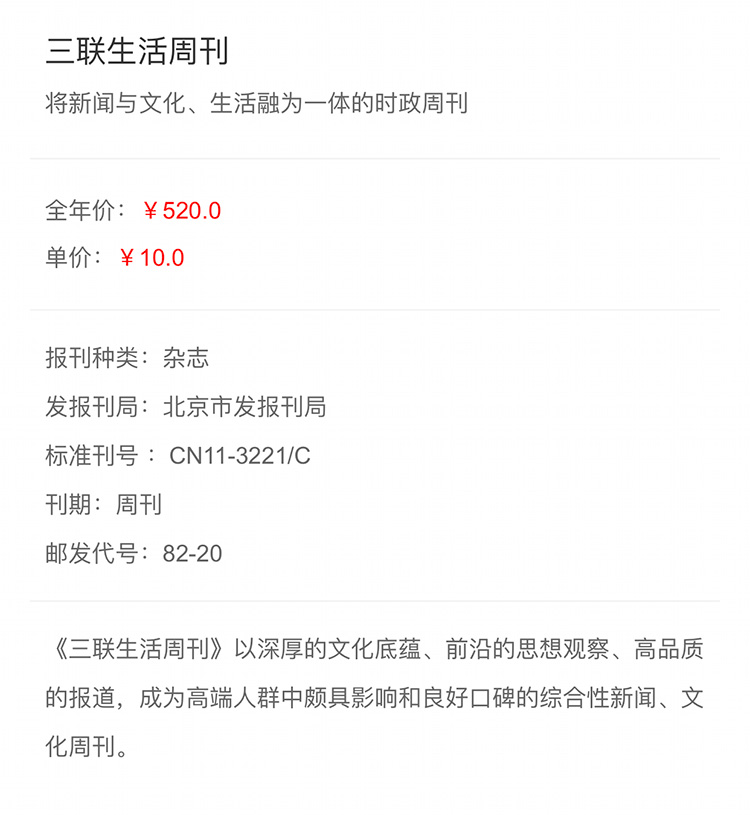 三联生活周刊
将新闻与文化、生活融为一体的时政周刊
全年价：￥520.0
单价：￥10.0
报刊种类：杂志
发报刊局：北京市发报刊局
标准刊号 ：CN11-3221/C
刊期：周刊
邮发代号：82-20
《三联生活周刊》以深厚的文化底蕴、前沿的思想观察、高品质
的报道，成为高端人群中颇具影响和良好口碑的综合性新闻、文
化周刊。